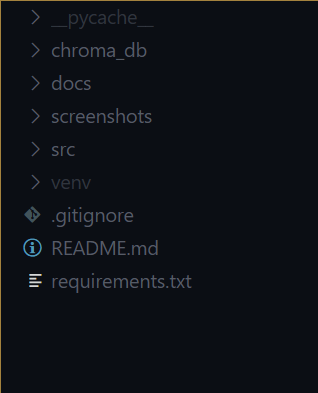 __pycache__
chroma_db
docs
screenshots
src
venv
.gitignore
README.md
requirements.txt